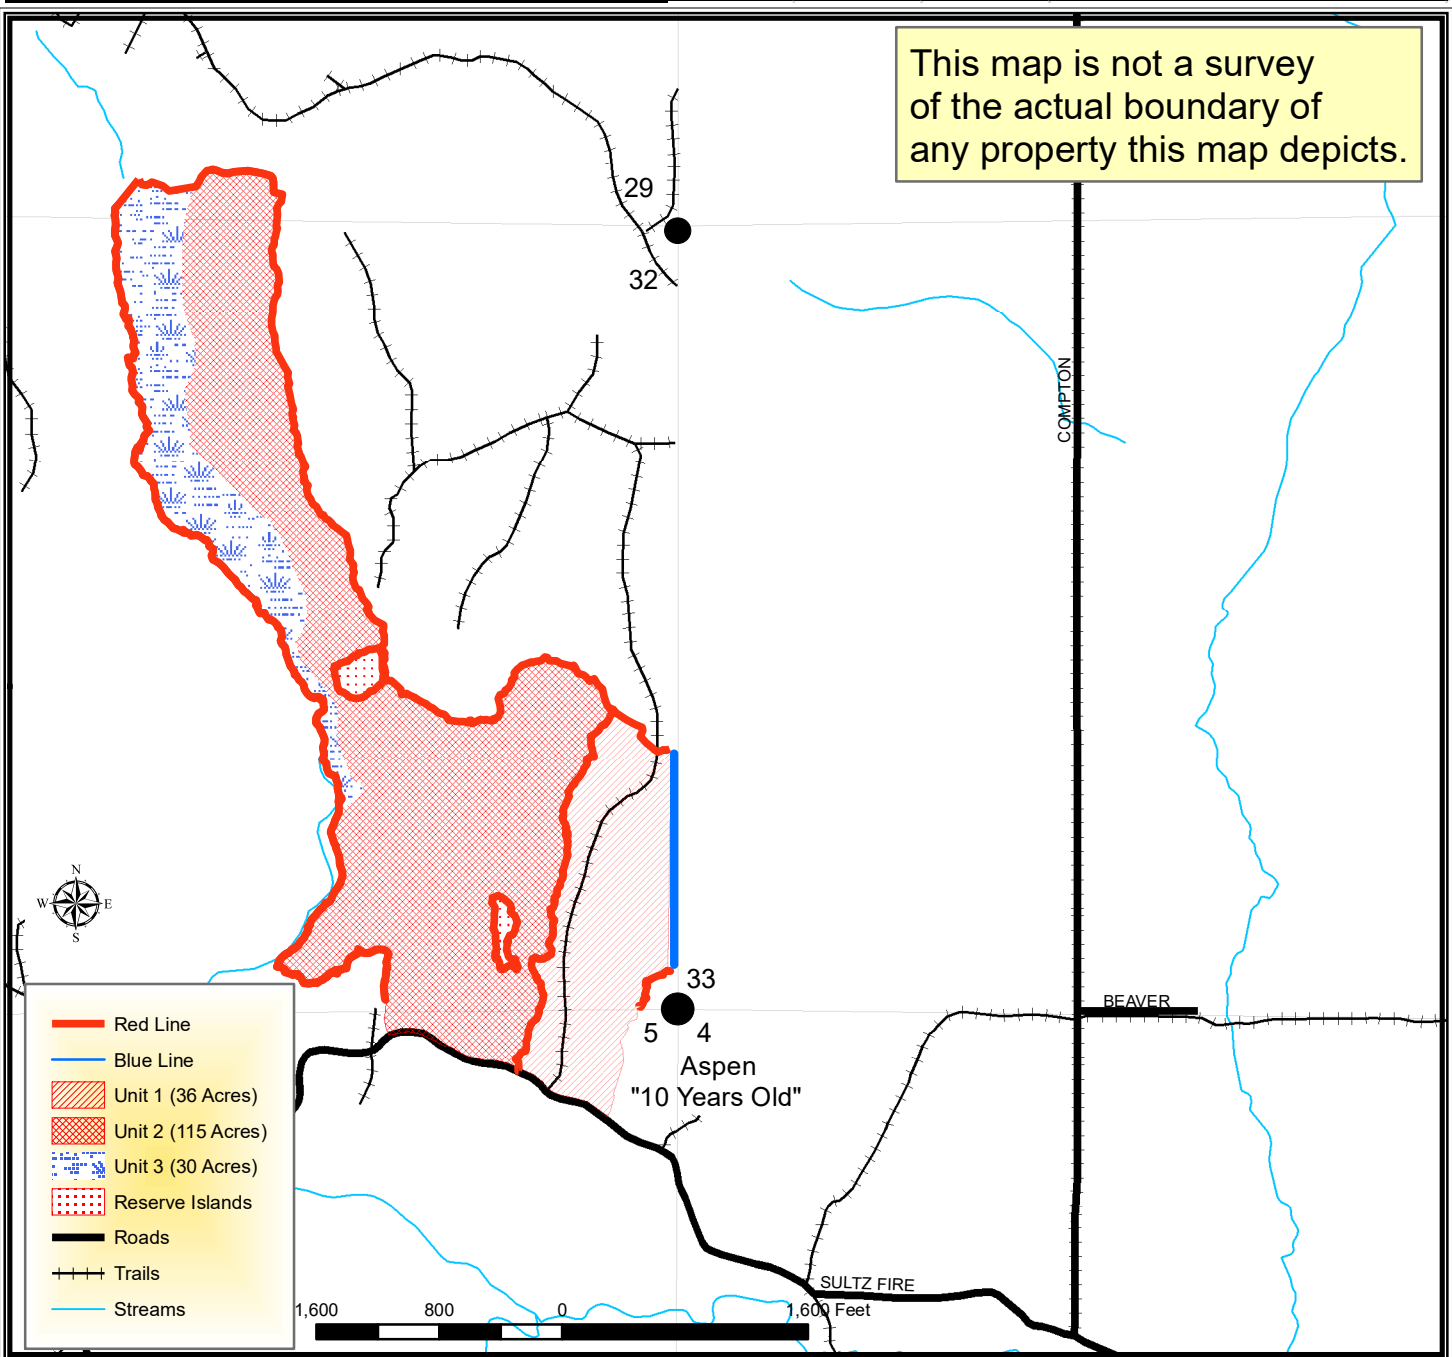 This map is not a survey
of the actual boundary of
any property this map depicts.
29
32
COMPTON
N
W E
S
33
5 4
BEAVER
Aspen
"10 Years Old"
Red Line
Blue Line
Unit 1 (36 Acres)
Unit 2 (115 Acres)
Unit 3 (30 Acres)
Reserve Islands
Roads
Trails
Streams
SULTZ FIRE
1,600 800 0 1,600 Feet